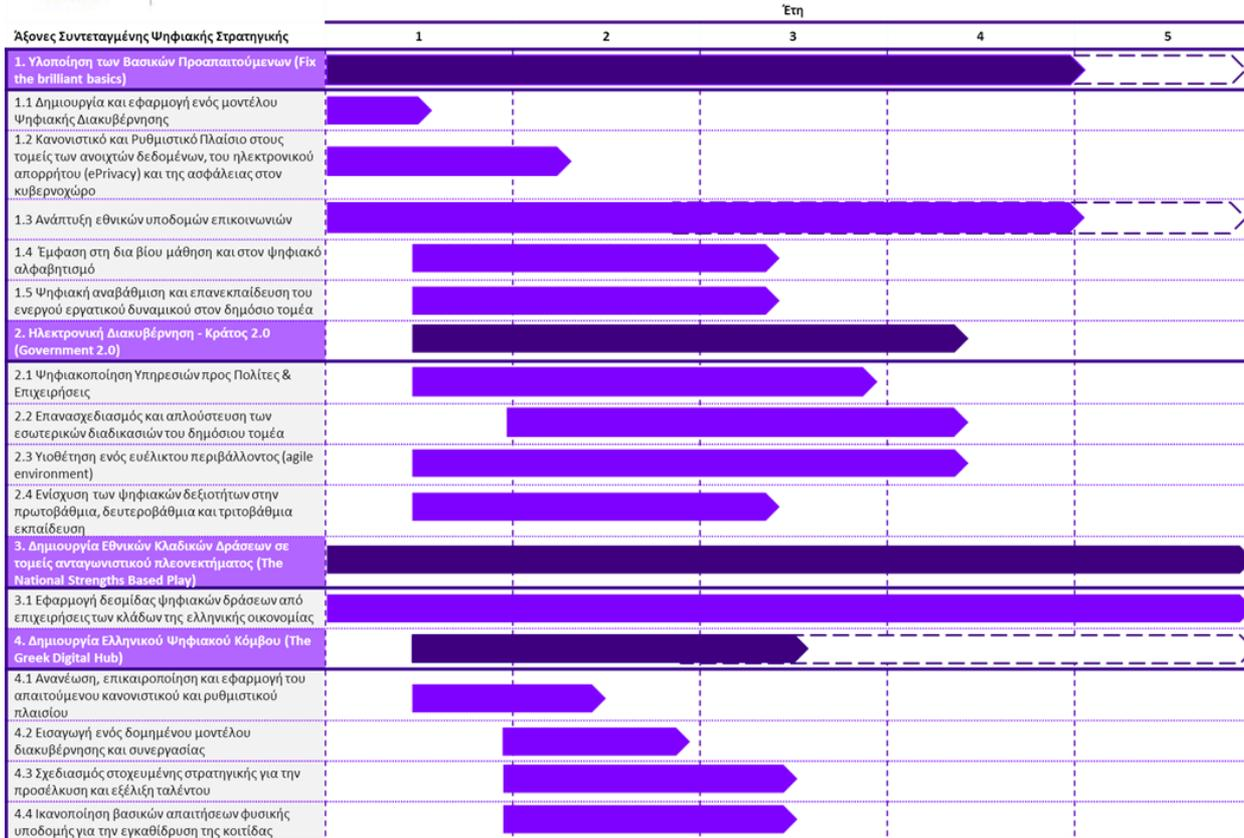 Έτη
Άξονες Συντεταγμένης Ψηφιακής Στρατηγικής 1 2 3 4 5
1. Υλοποίηση των Βασικών Προαπαιτούμενων (Fix
the brilliant basics)
1.1 Δημιουργία και εφαρμογή ενός μοντέλου
Ψηφιακής Διακυβέρνησης
1.2 Κανονιστικό και Ρυθμιστικό Πλαίσιο στους
τομείς των ανοιχτών δεδομένων, του ηλεκτρονικού
απορρήτου (ePrivacy) και της ασφάλειας στον
κυβερνοχώρο
1.3 Ανάπτυξη εθνικών υποδομών επικοινωνιών
1.4 Έμφαση στη δια βίου μάθηση και στον ψηφιακό
αλφαβητισμό
1.5 Ψηφιακή αναβάθμιση και επανεκπαίδευση του
ενεργού εργατικού δυναμικού στον δημόσιο τομέα
2. Ηλεκτρονική Διακυβέρνηση - Κράτος 2.0
(Government 2.0)
2.1 Ψηφιοκοποίηση Υπηρεσιών προς Πολίτες &
Επιχειρήσεις
2.2 Επανασχεδιασμός και απλούστευση των
εσωτερικών διαδικασιών του δημόσιου τομέα
2.3 Υιοθέτηση ενός ευέλικτου περιβάλλοντος (agile
environment)
2.4 Ενίσχυση των ψηφιακών δεξιοτήτων στην
πρωτοβάθμια, δευτεροβάθμια και τριτοβάθμια
εκπαίδευση
3. Δημιουργία Εθνικών Κλαδικών Δράσεων σε
τομείς ανταγωνιστικού πλεονεκτήματος (The
National Strengths Based Play)
3.1 Εφαρμογή δεσμίδας ψηφιακών δράσεων από
επιχειρήσεις των κλάδων της ελληνικής οικονομίας
4. Δημιουργία Ελληνικού Ψηφιακού Κόμβου (The
Greek Digital Hub)
4.1 Ανανέωση, επικαιροποίηση και εφαρμογή του
απαιτούμενου κανονιστικού και ρυθμιστικού
πλαισίου
4.2 Εισαγωγή ενός δομημένου μοντέλου
διακυβέρνησης και συνεργασίας
4.3 Σχεδιασμός στοχευμένης στρατηγικής για την
προσέλκυση και εξέλιξη ταλέντου
4.4 Ικανοποίηση βασικών απαιτήσεων φυσικής
υποδομής για την εγκαθίδρυση της κοιτίδας